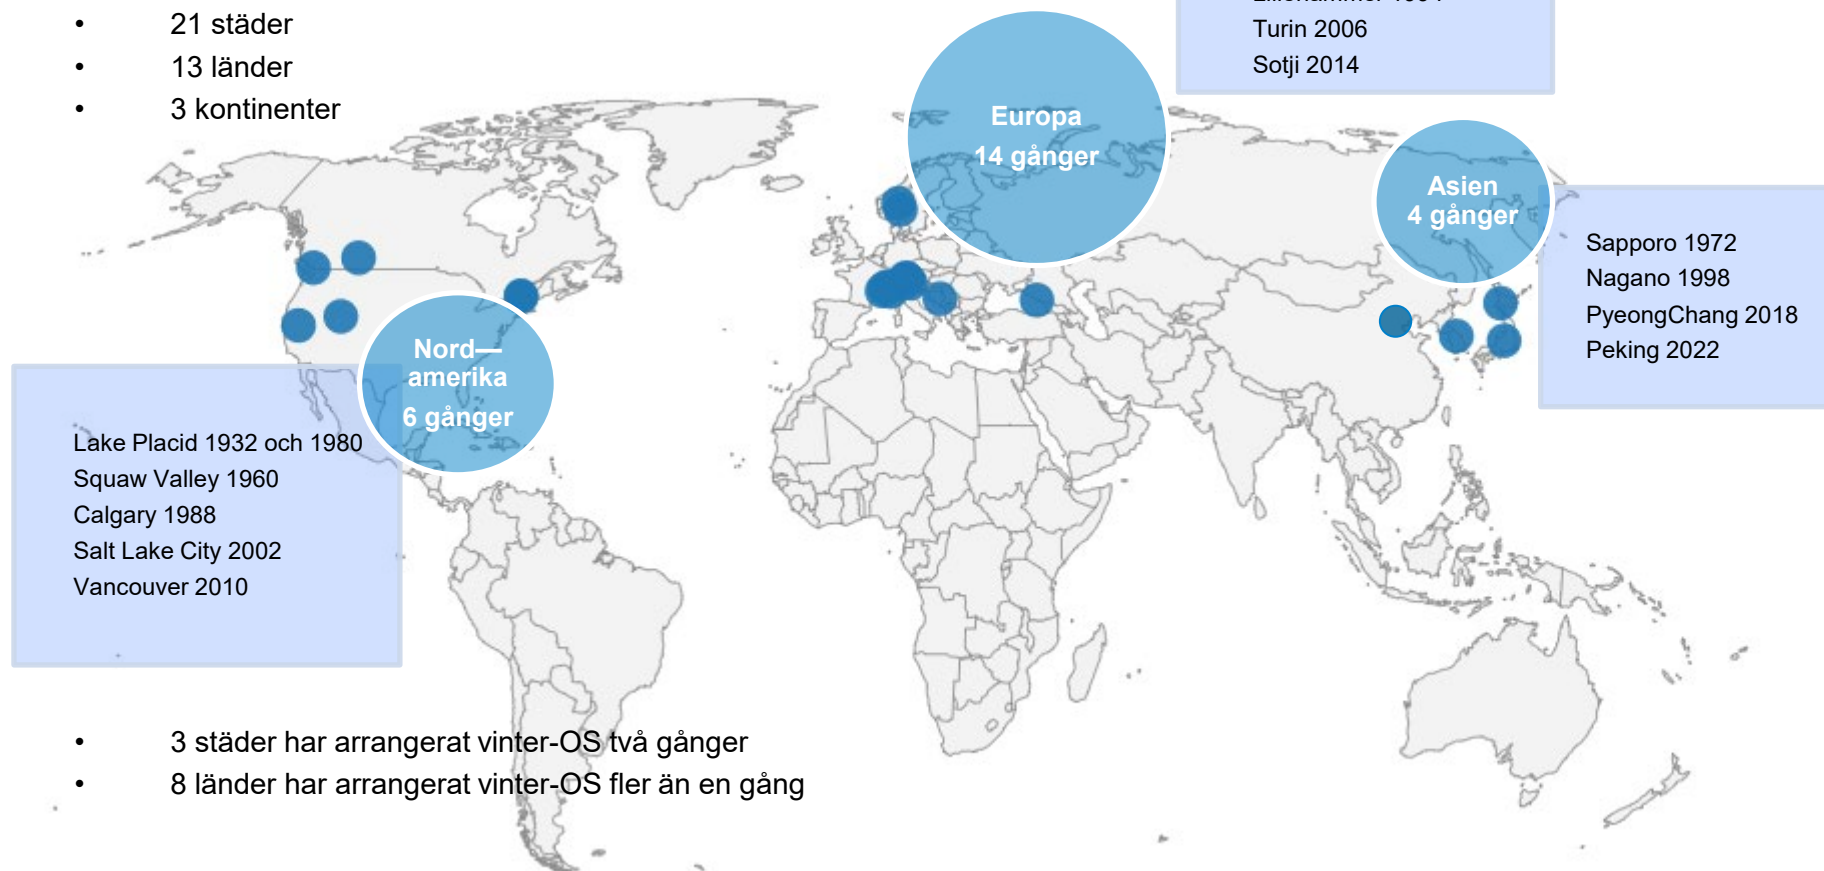 • 21 städer
• 13 länder
• 3 kontinenter
Turin 2006
Sotji 2014
Europa
14 gånger
Asien
4 gånger
Sapporo 1972
Nagano 1998
PyeongChang 2018
Peking 2022
Nord—
amerika
6 gånger
Lake Placid 1932 och 1980
Squaw Valley 1960
Calgary 1988
Salt Lake City 2002
Vancouver 2010
• 3 städer har arrangerat vinter-OS två gånger
• 8 länder har arrangerat vinter-OS fler än en gång